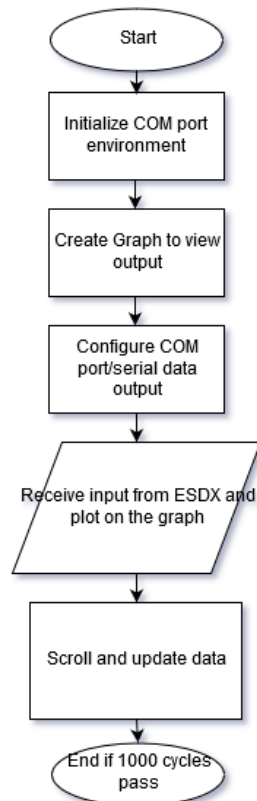 Start
Initialize COM port
environment
Create Graph to view
output
Configure COM
port/serial data
output
Receive input from ESDX and
plot on the graph
Scroll and update data
End if 1000 cycles
pass